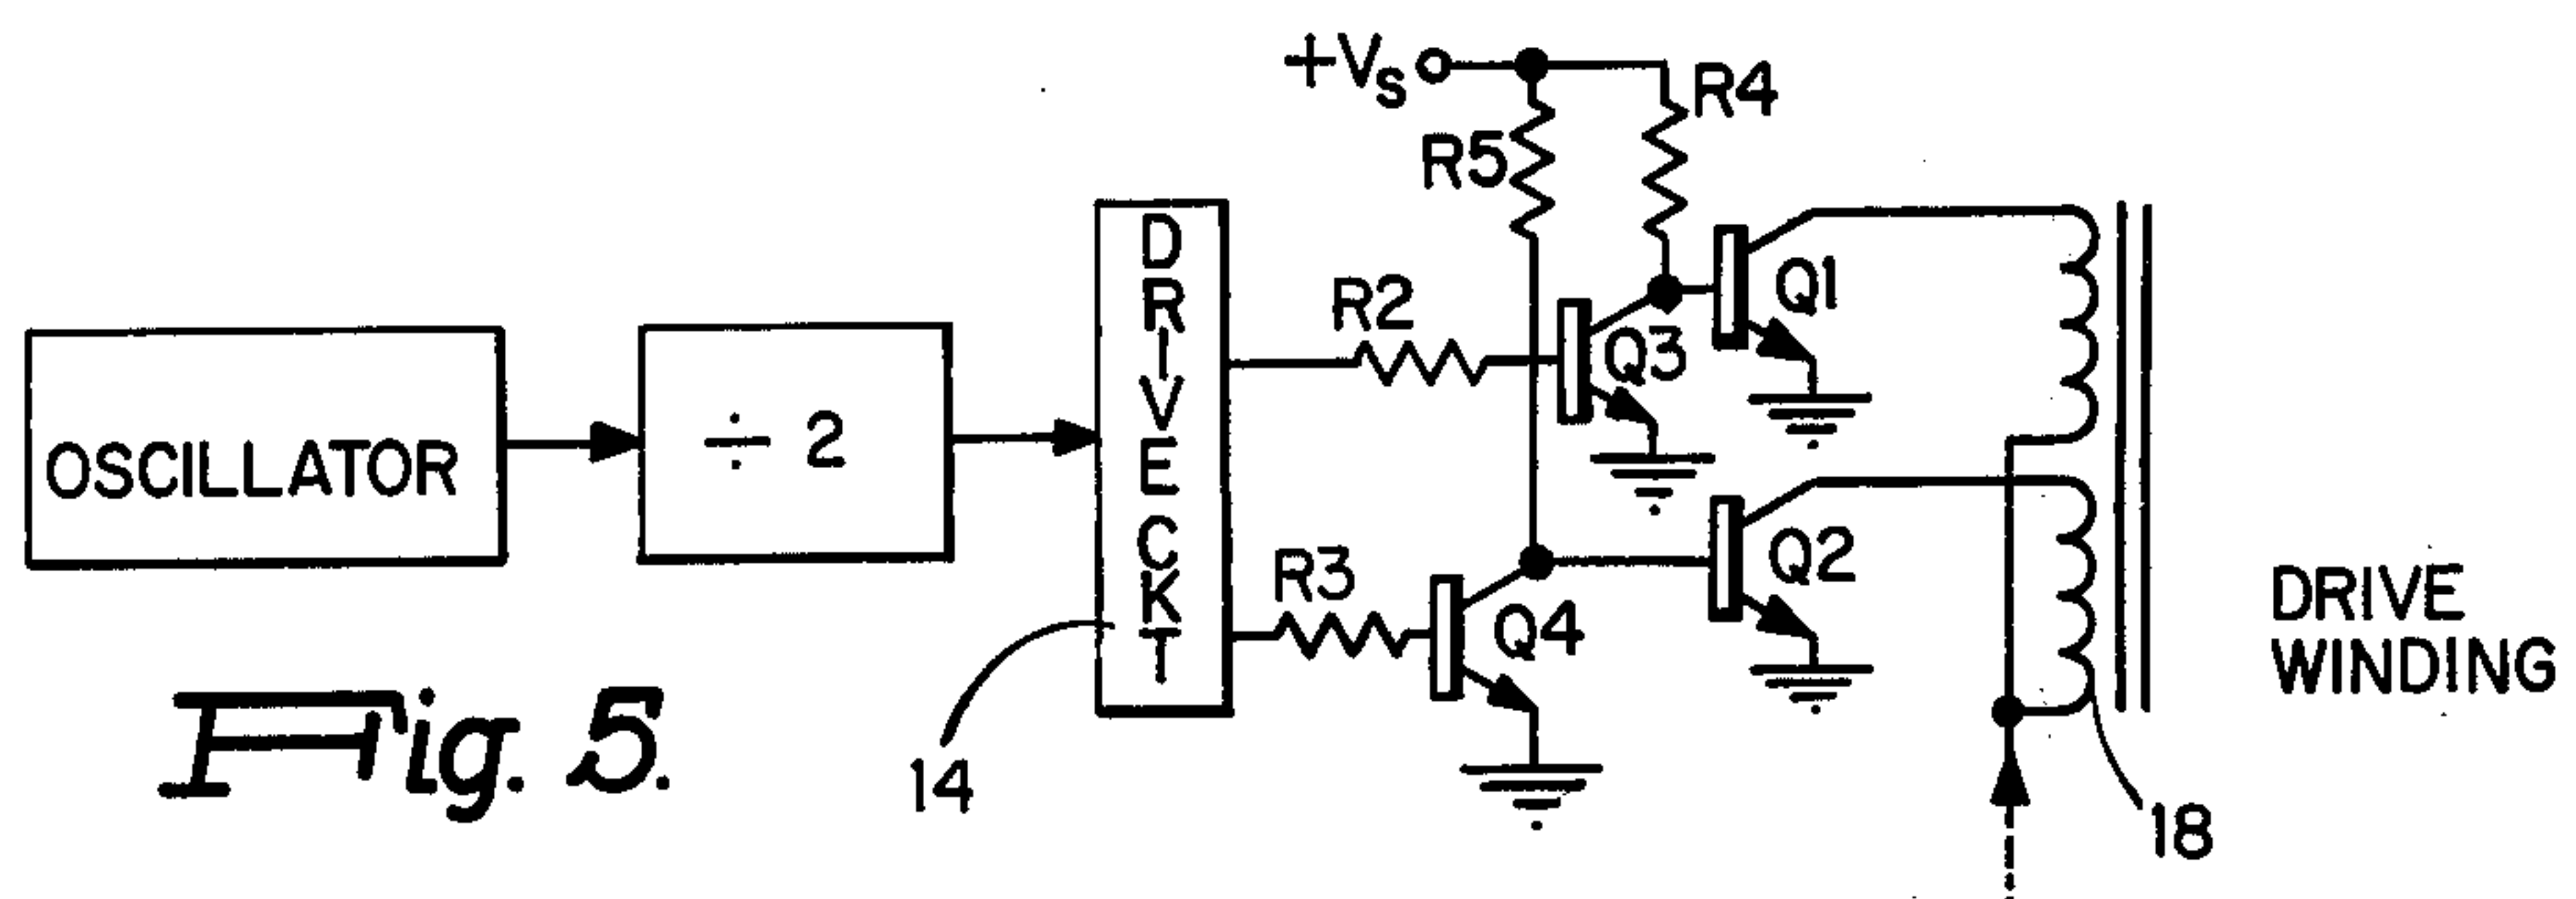 +Vs
R4
R5
R2
Q1
Q3
OSCILLATOR
÷ 2
DRIVE CKT
R3
Q4
Q2
DRIVE
WINDING
14
18
Fig. 5.